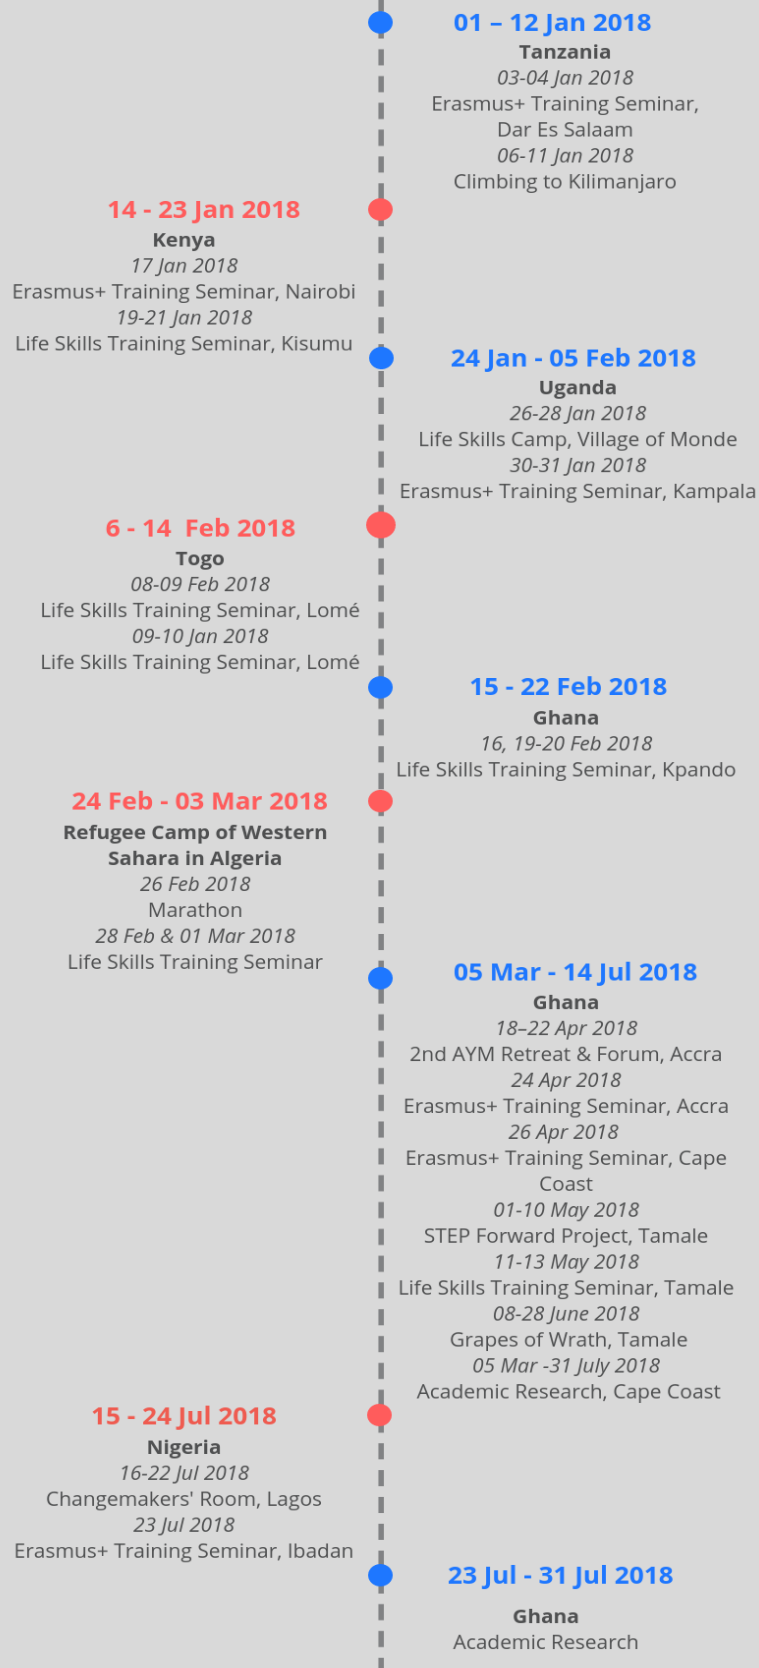 01 – 12 Jan 2018
Tanzania
03-04 Jan 2018
Erasmus+ Training Seminar,
Dar Es Salaam
06-11 Jan 2018
Climbing to Kilimanjaro
14 - 23 Jan 2018
Kenya
17 Jan 2018
Erasmus+ Training Seminar, Nairobi
19-21 Jan 2018
Life Skills Training Seminar, Kisumu
24 Jan - 05 Feb 2018
Uganda
26-28 Jan 2018
Life Skills Camp, Village of Monde
30-31 Jan 2018
Erasmus+ Training Seminar, Kampala
6 - 14  Feb 2018
Togo
08-09 Feb 2018
Life Skills Training Seminar, Lomé
09-10 Jan 2018
Life Skills Training Seminar, Lomé
15 - 22 Feb 2018
Ghana
16, 19-20 Feb 2018
Life Skills Training Seminar, Kpando
24 Feb - 03 Mar 2018
Refugee Camp of Western
Sahara in Algeria
26 Feb 2018
Marathon
28 Feb & 01 Mar 2018
Life Skills Training Seminar
05 Mar - 14 Jul 2018
Ghana
18–22 Apr 2018
2nd AYM Retreat & Forum, Accra
24 Apr 2018
Erasmus+ Training Seminar, Accra
26 Apr 2018
Erasmus+ Training Seminar, Cape
Coast
01-10 May 2018
STEP Forward Project, Tamale
11-13 May 2018
Life Skills Training Seminar, Tamale
08-28 June 2018
Grapes of Wrath, Tamale
05 Mar -31 July 2018
Academic Research, Cape Coast
15 - 24 Jul 2018
Nigeria
16-22 Jul 2018
Changemakers' Room, Lagos
23 Jul 2018
Erasmus+ Training Seminar, Ibadan
23 Jul - 31 Jul 2018
Ghana
Academic Research